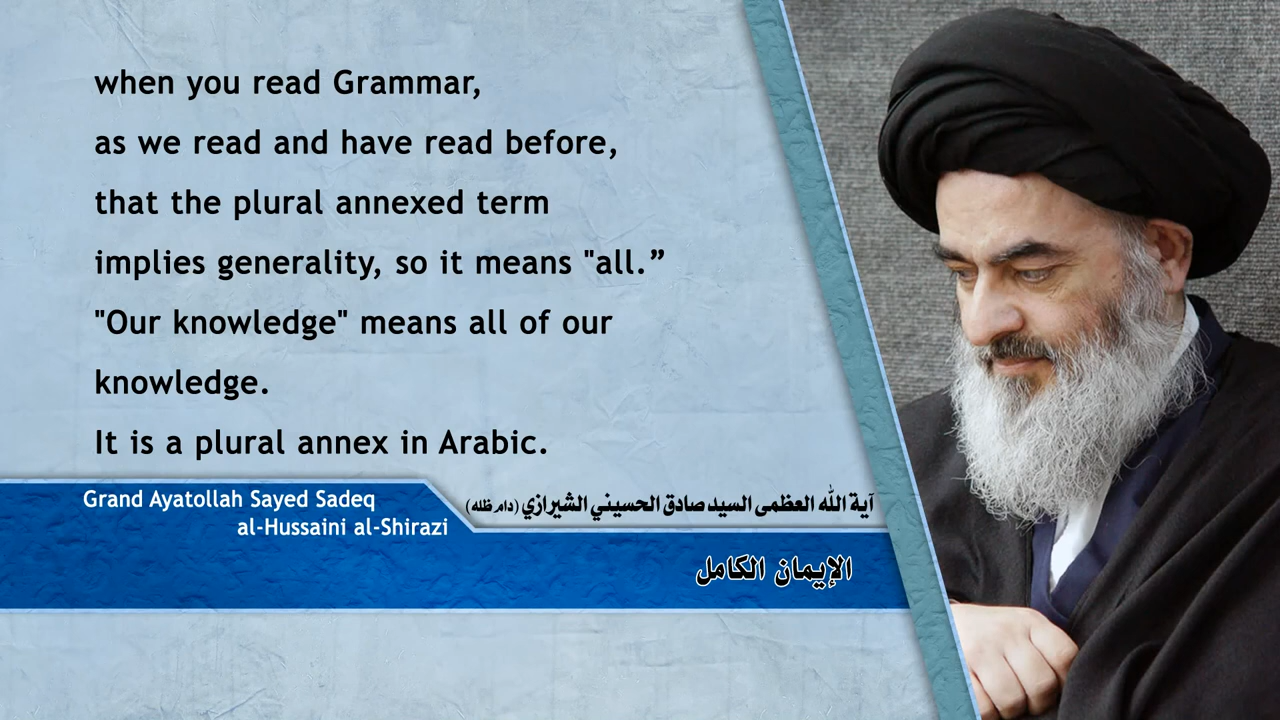 when you read Grammar,
as we read and have read before,
that the plural annexed term
implies generality, so it means "all.”
"Our knowledge" means all of our
knowledge.
It is a plural annex in Arabic.
Grand Ayatollah Sayed Sadeq
al-Hussaini al-Shirazi
آية الله العظمى السيد صادق الحسيني الشيرازي (دام ظله)
الإيمان الكامل